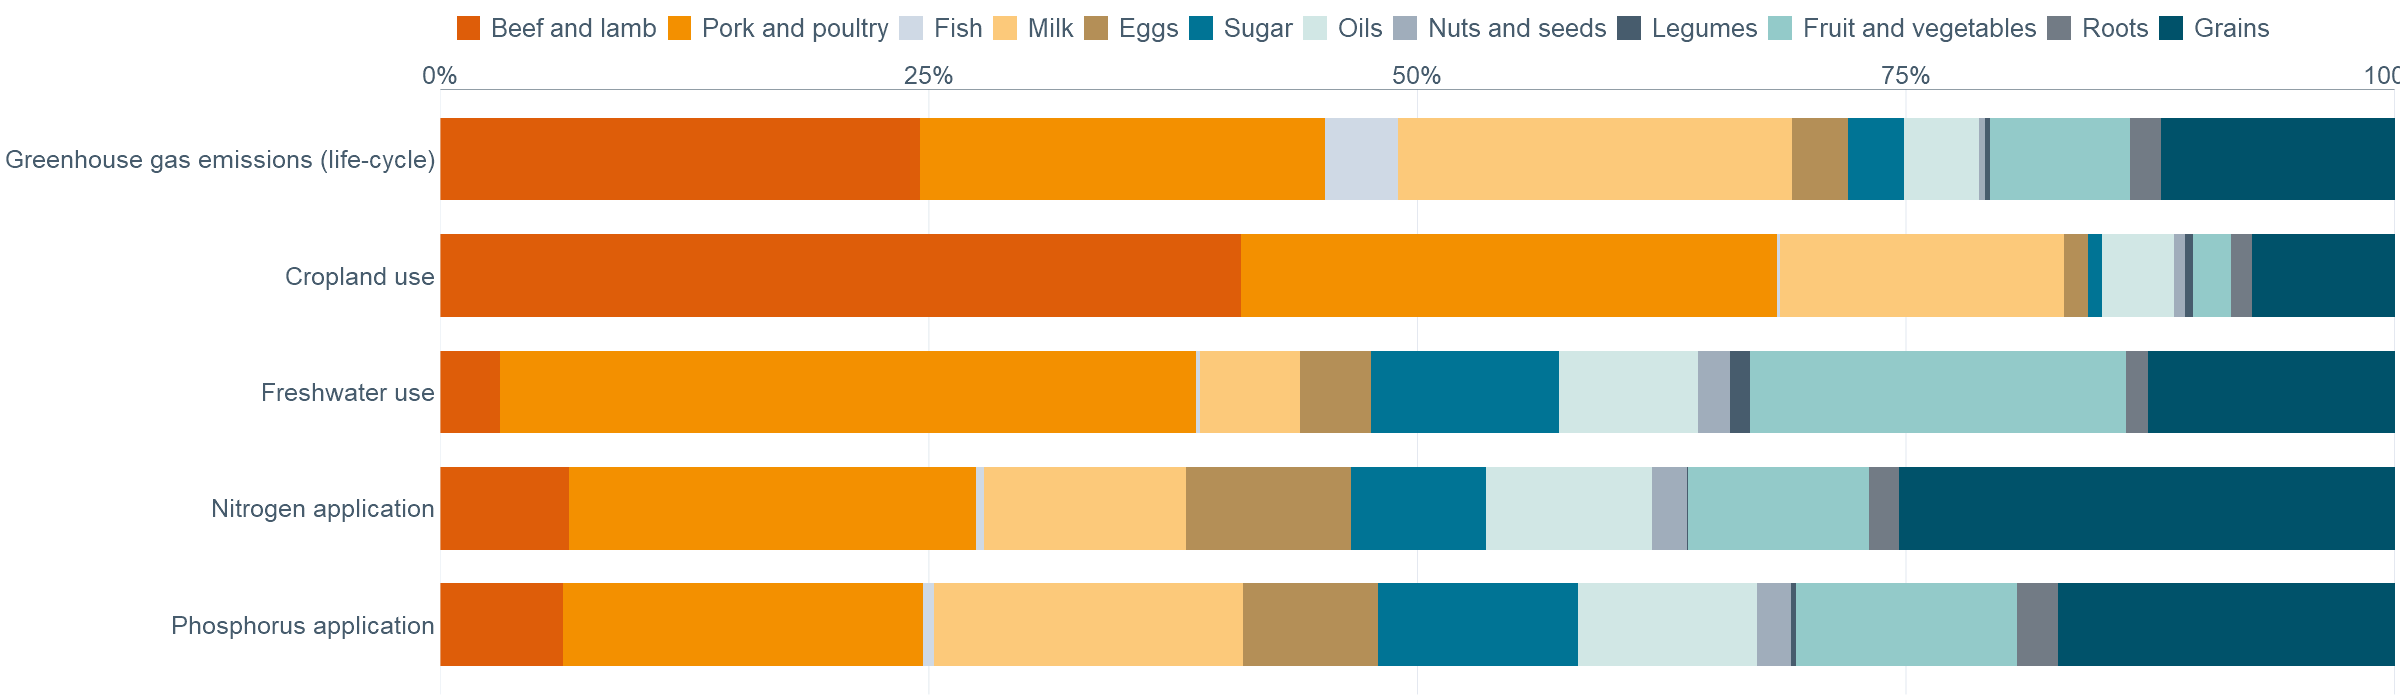 Beef and lamb Pork and poultry Fish Milk Eggs Sugar Oils Nuts and seeds Legumes Fruit and vegetables Roots Grains
0% 25% 50% 75% 100
Greenhouse gas emissions (life-cycle)
Cropland use
Freshwater use
Nitrogen application
Phosphorus application